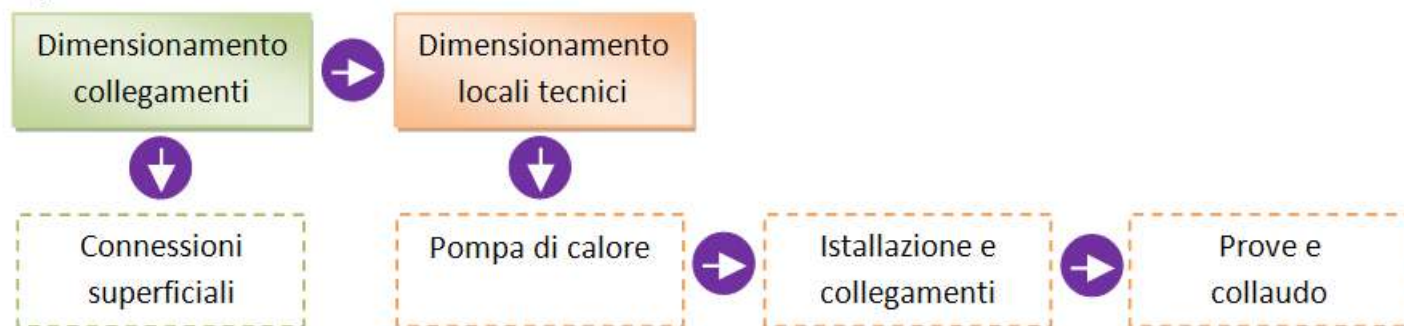 Dimensionamento
collegamenti
Dimensionamento
locali tecnici
Connessioni
superficiali
Pompa di calore
Istallazione e
collegamenti
Prove e
collaudo